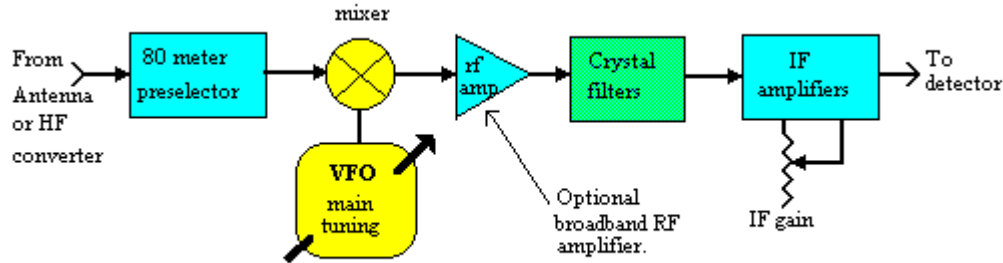 mixer
From
Antenna
or HF
converter
80 meter
preselector
rf
amp
Crystal
filters
IF
amplifiers
To
detector
VFO
main
tuning
Optional
broadband RF
amplifier.
IF gain